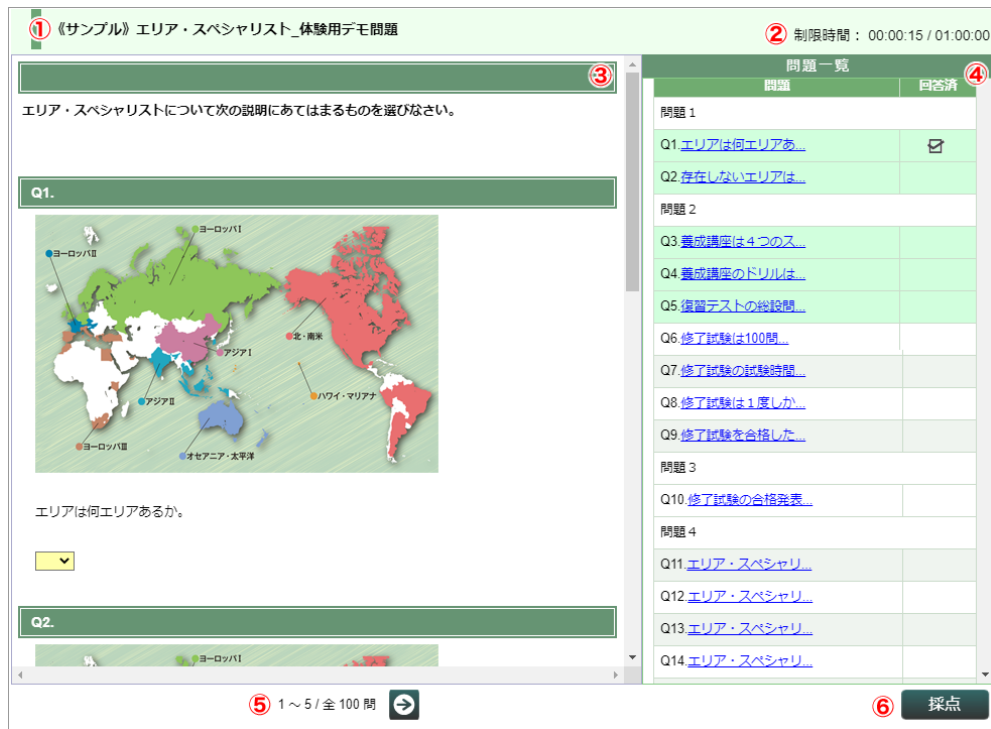 ① 《サンプル》エリア・スペシャリスト_体験用デモ問題
② 制限時間： 00:00:15 / 01:00:00
③
エリア・スペシャリストについて次の説明にあてはまるものを選びなさい。
Q1.
ヨーロッパI
ヨーロッパII
北・南米
アジアI
アジアII
ハワイ・マリアナ
ヨーロッパIII
オセアニア・太平洋
エリアは何エリアあるか。
Q2.
ヨーロッパI
⑤ 1 ～ 5 / 全 100 問
問題一覧
④
問題 回答済
問題 1
Q1.エリアは何エリアあ...
Q2.存在しないエリアは...
問題 2
Q3.養成講座は４つのス...
Q4.養成講座のドリルは...
Q5.復習テストの総設問...
Q6.修了試験は100問...
Q7.修了試験の試験時間...
Q8.修了試験は１度しか...
Q9.修了試験を合格した...
問題 3
Q10.修了試験の合格発表...
問題 4
Q11.エリア・スペシャリ...
Q12.エリア・スペシャリ...
Q13.エリア・スペシャリ...
Q14.エリア・スペシャリ...
⑥ 採点